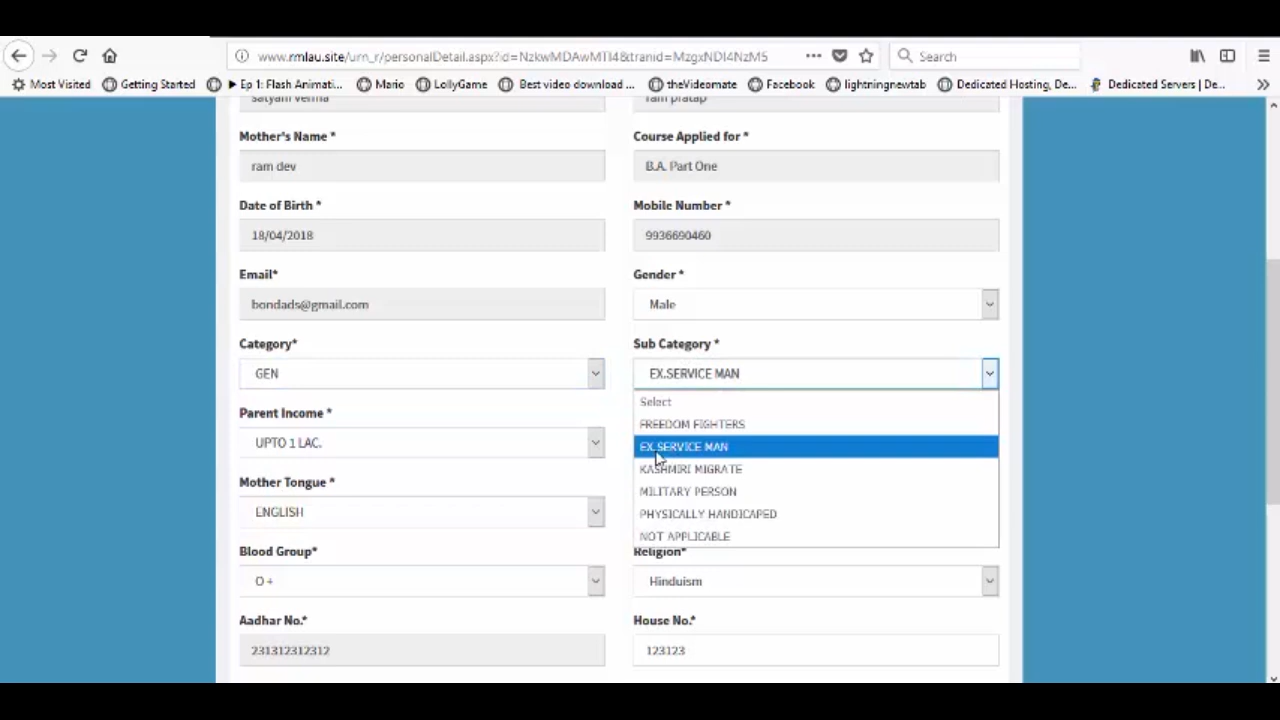 www.rmlau.site/urn_r/personalDetail.aspx?id=NzkwMDAwMTI4&tranid=MzgxNDI4NzM5
Search
Most Visited Getting Started Ep 1: Flash Animati... Mario LollyGame Best video download ... theVideomate Facebook lightningnewtab Dedicated Hosting, De... Dedicated Servers | De...
satyam verma ram pratap
Mother's Name * Course Applied for *
ram dev B.A. Part One
Date of Birth * Mobile Number *
18/04/2018 9936690460
Email* Gender *
bondads@gmail.com Male
Category* Sub Category *
GEN EX.SERVICE MAN
Select
Parent Income * FREEDOM FIGHTERS
UPTO 1 LAC. EX.SERVICE MAN
KASHMIRI MIGRATE
Mother Tongue * MILITARY PERSON
ENGLISH PHYSICALLY HANDICAPED
NOT APPLICABLE
Blood Group* Religion*
O + Hinduism
Aadhar No.* House No.*
231312312312 123123